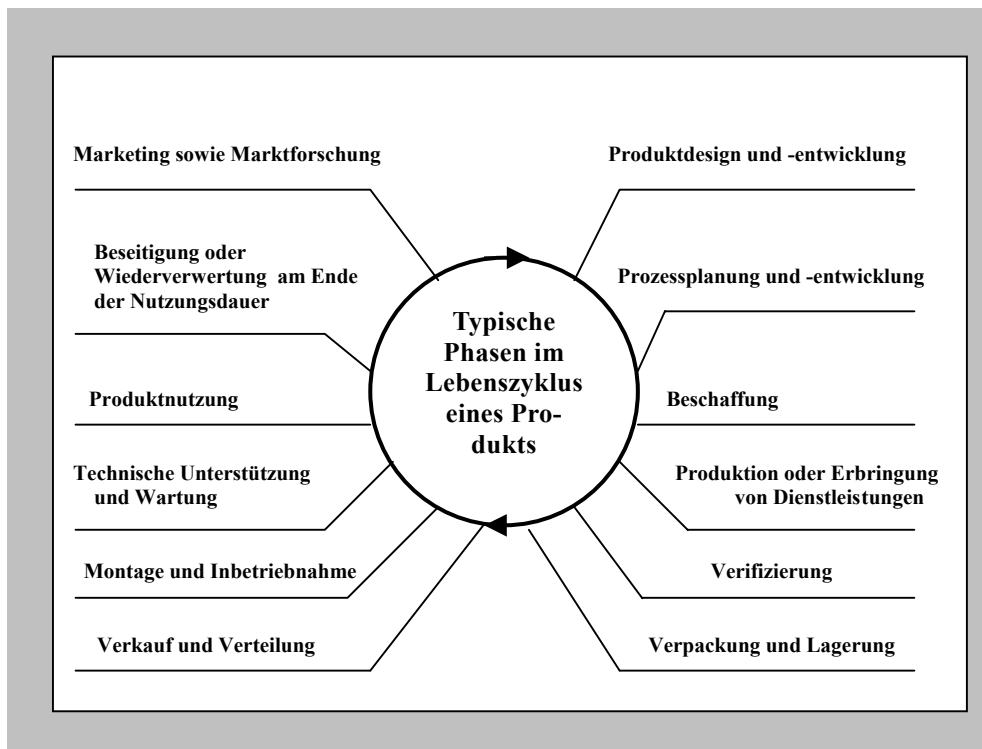 Marketing sowie Marktforschung
Produktdesign und -entwicklung
Beseitigung oder
Wiederverwertung am Ende
der Nutzungsdauer
Prozessplanung und -entwicklung
Typische
Phasen im
Lebenszyklus
eines Pro-
dukts
Produktnutzung
Beschaffung
Technische Unterstützung
und Wartung
Produktion oder Erbringung
von Dienstleistungen
Montage und Inbetriebnahme
Verifizierung
Verkauf und Verteilung
Verpackung und Lagerung